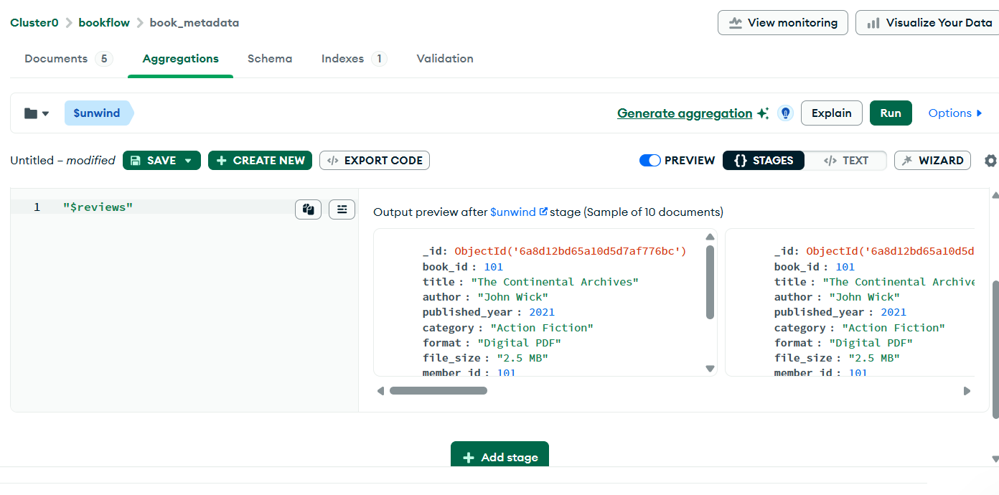 Cluster0 > bookflow > book_metadata
View monitoring
Visualize Your Data
Documents 5
Aggregations
Schema
Indexes 1
Validation
$unwind
Generate aggregation
Explain
Run
Options
Untitled – modified
SAVE
CREATE NEW
</> EXPORT CODE
PREVIEW
{} STAGES
</> TEXT
WIZARD
1 "$reviews"
Output preview after $unwind stage (Sample of 10 documents)
_id: ObjectId('6a8d12bd65a10d5d7af776bc')
book_id : 101
title : "The Continental Archives"
author : "John Wick"
published_year : 2021
category : "Action Fiction"
format : "Digital PDF"
file_size : "2.5 MB"
member_id : 101
_id: ObjectId('6a8d12bd65a10d5d
book_id : 101
title : "The Continental Archive
author : "John Wick"
published_year : 2021
category : "Action Fiction"
format : "Digital PDF"
file_size : "2.5 MB"
member_id : 101
Add stage